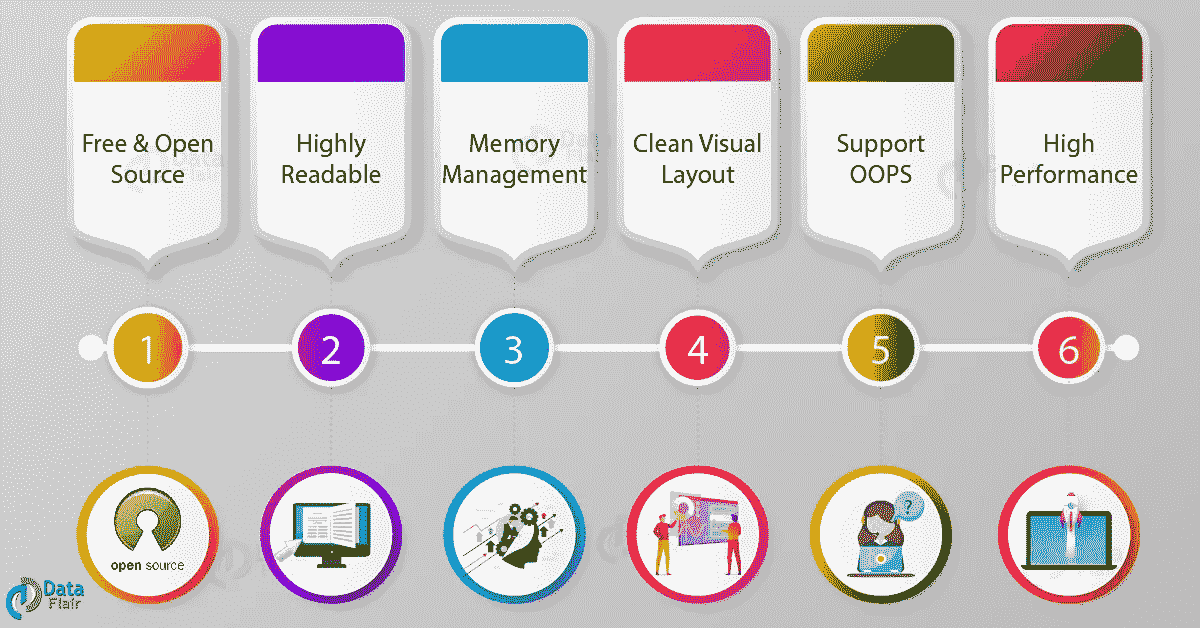 Free & Open
Source
Highly
Readable
Memory
Management
Clean Visual
Layout
Support
OOPS
High
Performance
1
2
3
4
5
6
open source
?
Data
Flair